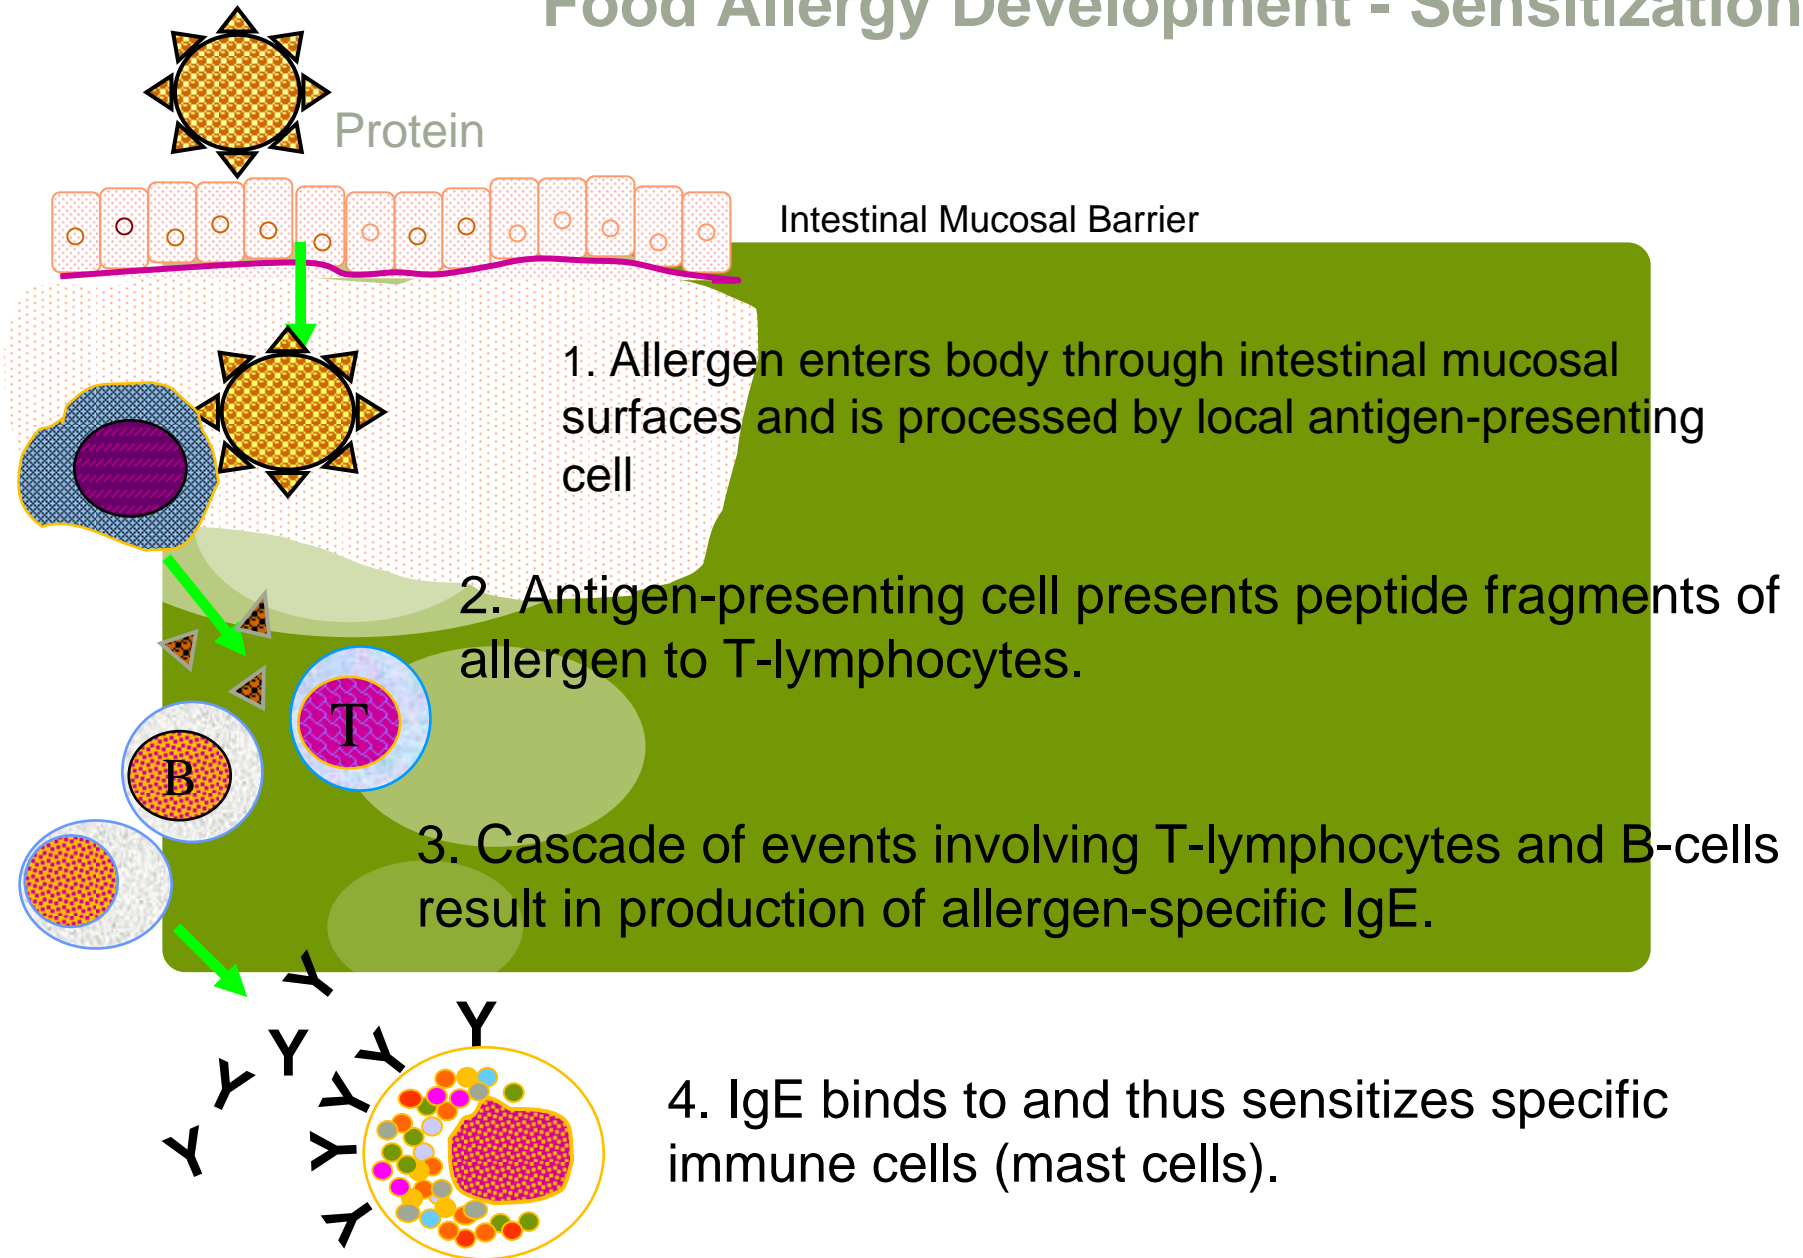 Food Allergy Development - Sensitization
Protein
Intestinal Mucosal Barrier
1. Allergen enters body through intestinal mucosal
surfaces and is processed by local antigen-presenting
cell
2. Antigen-presenting cell presents peptide fragments of
allergen to T-lymphocytes.
T
B
3. Cascade of events involving T-lymphocytes and B-cells
result in production of allergen-specific IgE.
Y
Y
Y
Y
Y
Y
Y
Y
Y
4. IgE binds to and thus sensitizes specific
immune cells (mast cells).